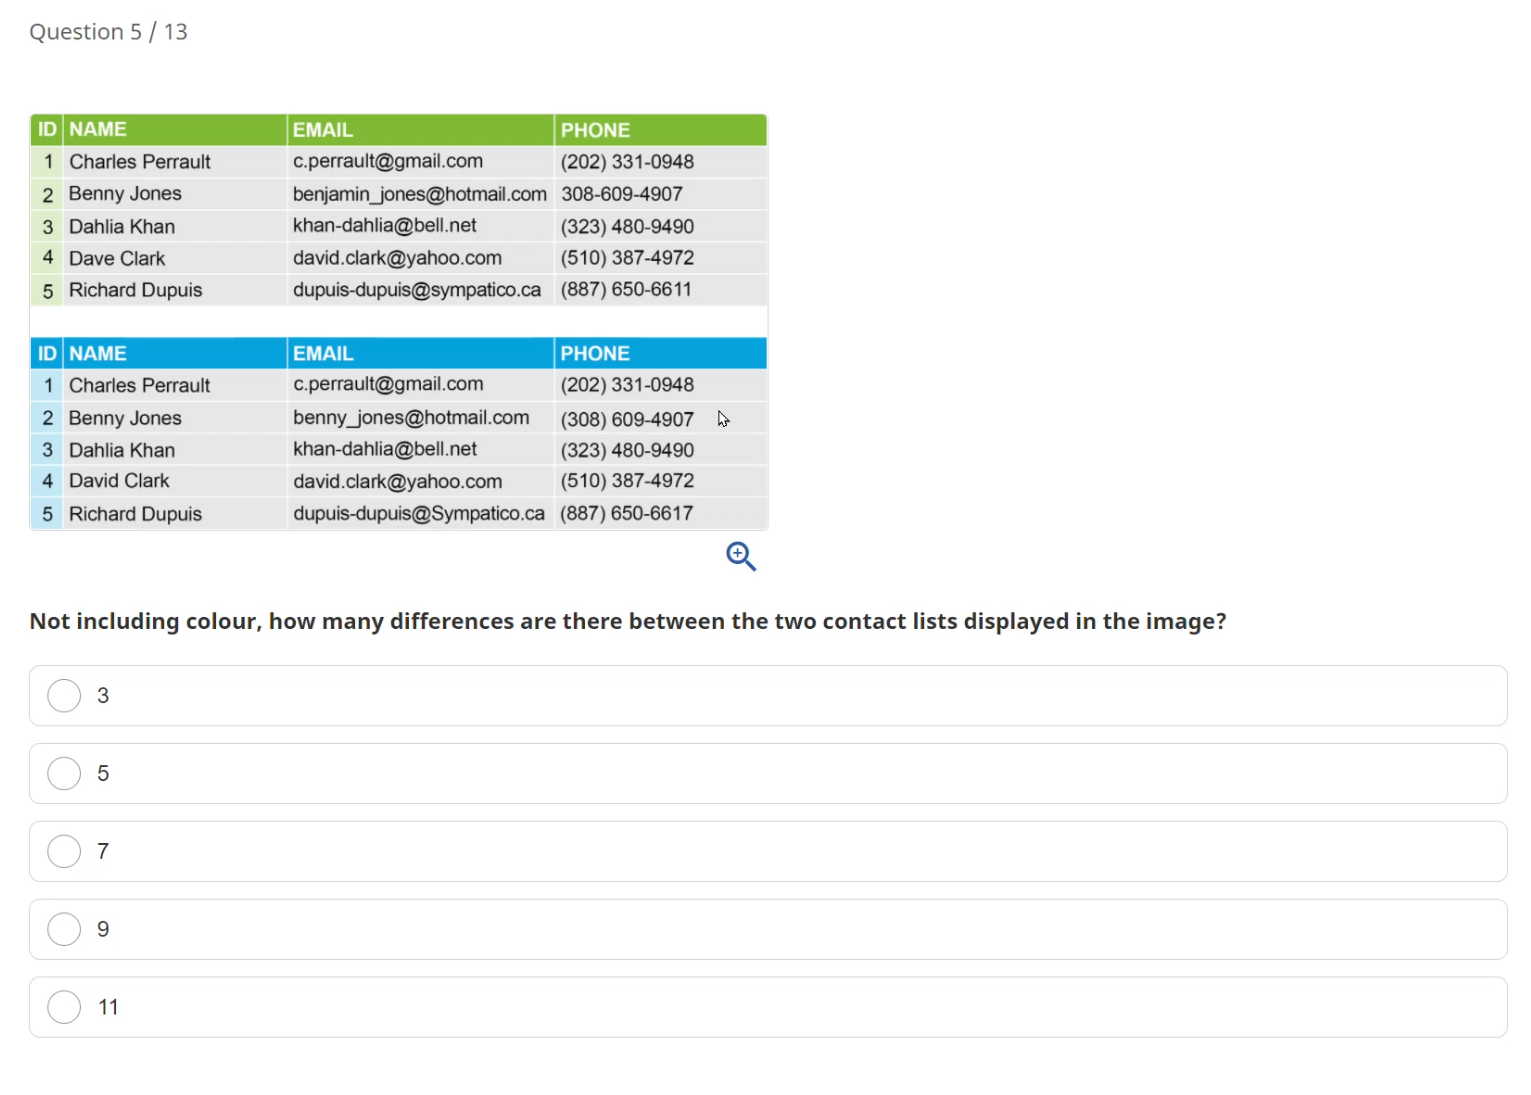 Question 5 / 13
ID NAME EMAIL PHONE
1 Charles Perrault c.perrault@gmail.com (202) 331-0948
2 Benny Jones benjamin_jones@hotmail.com 308-609-4907
3 Dahlia Khan khan-dahlia@bell.net (323) 480-9490
4 Dave Clark david.clark@yahoo.com (510) 387-4972
5 Richard Dupuis dupuis-dupuis@sympatico.ca (887) 650-6611
ID NAME EMAIL PHONE
1 Charles Perrault c.perrault@gmail.com (202) 331-0948
2 Benny Jones benny_jones@hotmail.com (308) 609-4907
3 Dahlia Khan khan-dahlia@bell.net (323) 480-9490
4 David Clark david.clark@yahoo.com (510) 387-4972
5 Richard Dupuis dupuis-dupuis@Sympatico.ca (887) 650-6617
Not including colour, how many differences are there between the two contact lists displayed in the image?
3
5
7
9
11